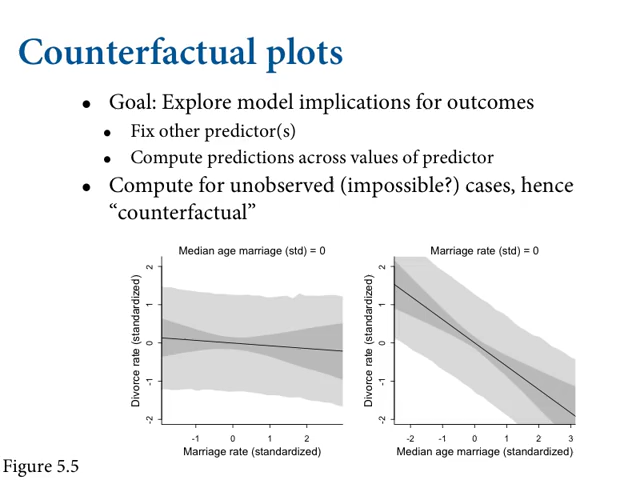 Counterfactual plots
• Goal: Explore model implications for outcomes
• Fix other predictor(s)
• Compute predictions across values of predictor
• Compute for unobserved (impossible?) cases, hence
“counterfactual”
Median age marriage (std) = 0
Divorce rate (standardized)
2
1
0
-1
-2
-1 0 1 2
Marriage rate (standardized)
Marriage rate (std) = 0
Divorce rate (standardized)
2
1
0
-1
-2
-2 -1 0 1 2 3
Median age marriage (standardized)
Figure 5.5